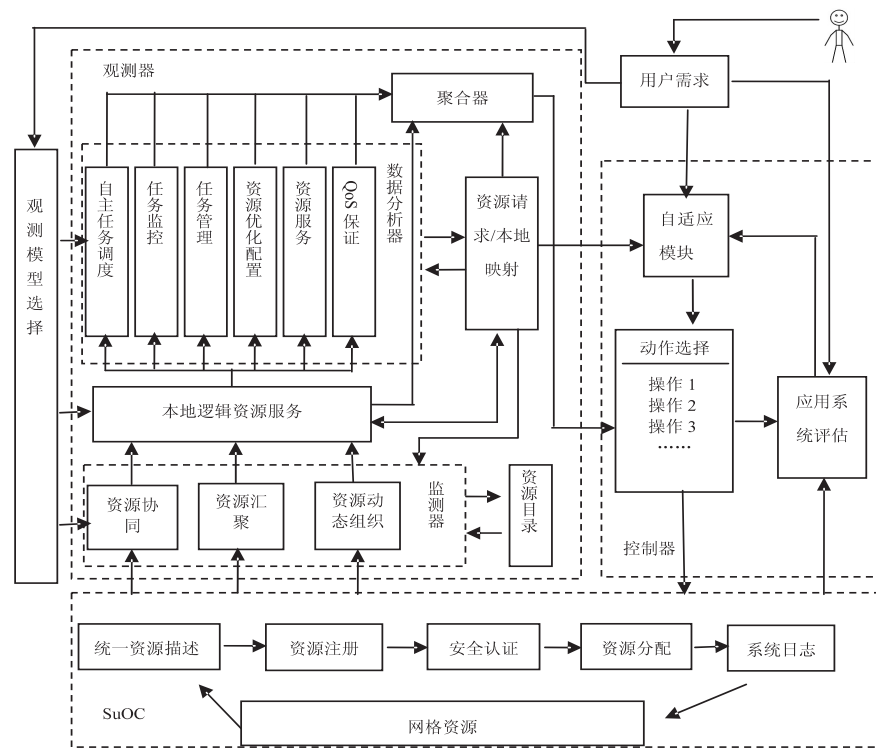 观测器
用户需求
聚合器
观测模型选择
自主任务调度
任务监控
任务管理
资源优化配置
资源服务
QoS保证
数据分析器
资源请
求/本地
映射
自适应
模块
动作选择
操作 1
操作 2
操作 3
……
应用系
统评估
控制器
本地逻辑资源服务
资源协
同
资源汇
聚
资源动
态组织
监测器
资源目录
统一资源描述
资源注册
安全认证
资源分配
系统日志
SuOC
网格资源